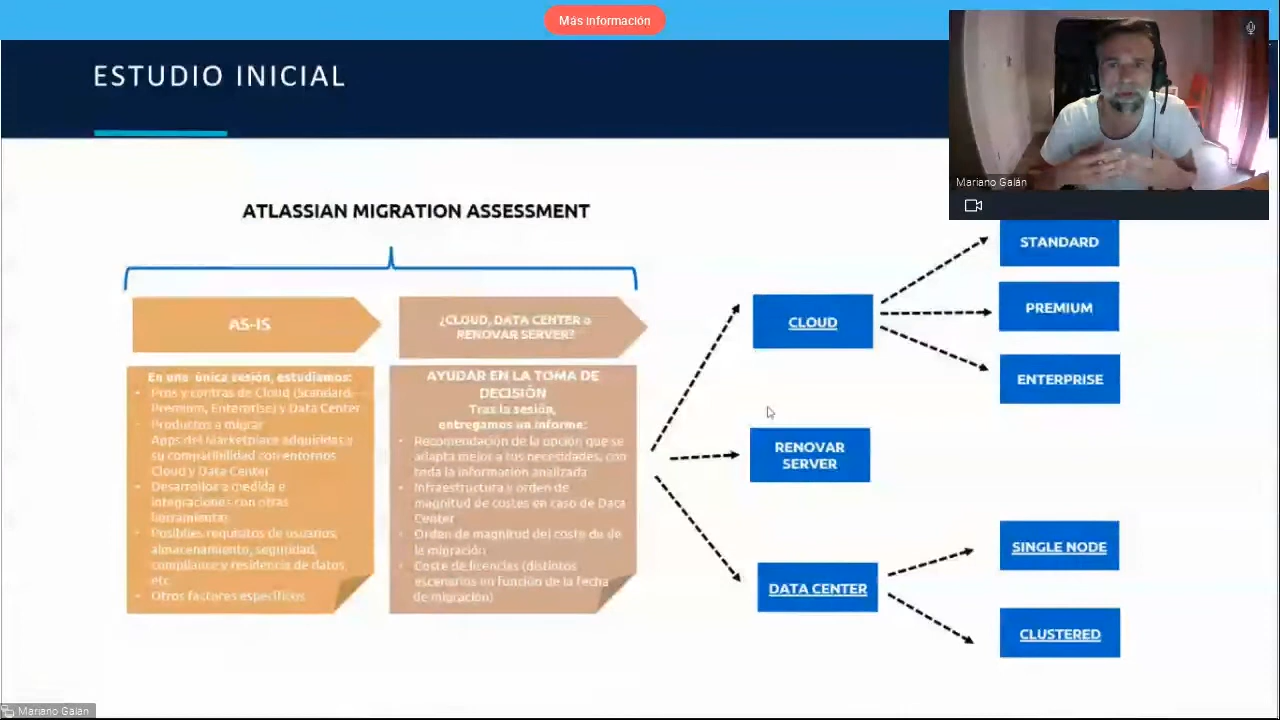 Más información
ESTUDIO INICIAL
Mariano Galán
ATLASSIAN MIGRATION ASSESSMENT
AS-IS
En una única sesión, estudiamos:
• Pros y contras de Cloud (Standard,
Premium, Enterprise) y Data Center
• Productos a migrar
Apps del Marketplace adquiridas y
su compatibilidad con entornos
Cloud y Data Center
• Desarrollos a medida e
integraciones con otras
herramientas
• Posibles requisitos de usuarios,
almacenamiento, seguridad,
compliance y residencia de datos,
etc
• Otros factores específicos
¿CLOUD, DATA CENTER o
RENOVAR SERVER?
AYUDAR EN LA TOMA DE
DECISIÓN
Tras la sesión,
entregamos un informe:
• Recomendación de la opción que se
adapta mejor a tus necesidades, con
toda la información analizada
• Infraestructura y orden de
magnitud de costes en caso de Data
Center
• Orden de magnitud del coste de de
la migración
• Coste de licencias (distintos
escenarios en función de la fecha
de migración)
CLOUD
RENOVAR
SERVER
DATA CENTER
STANDARD
PREMIUM
ENTERPRISE
SINGLE NODE
CLUSTERED
Mariano Galán